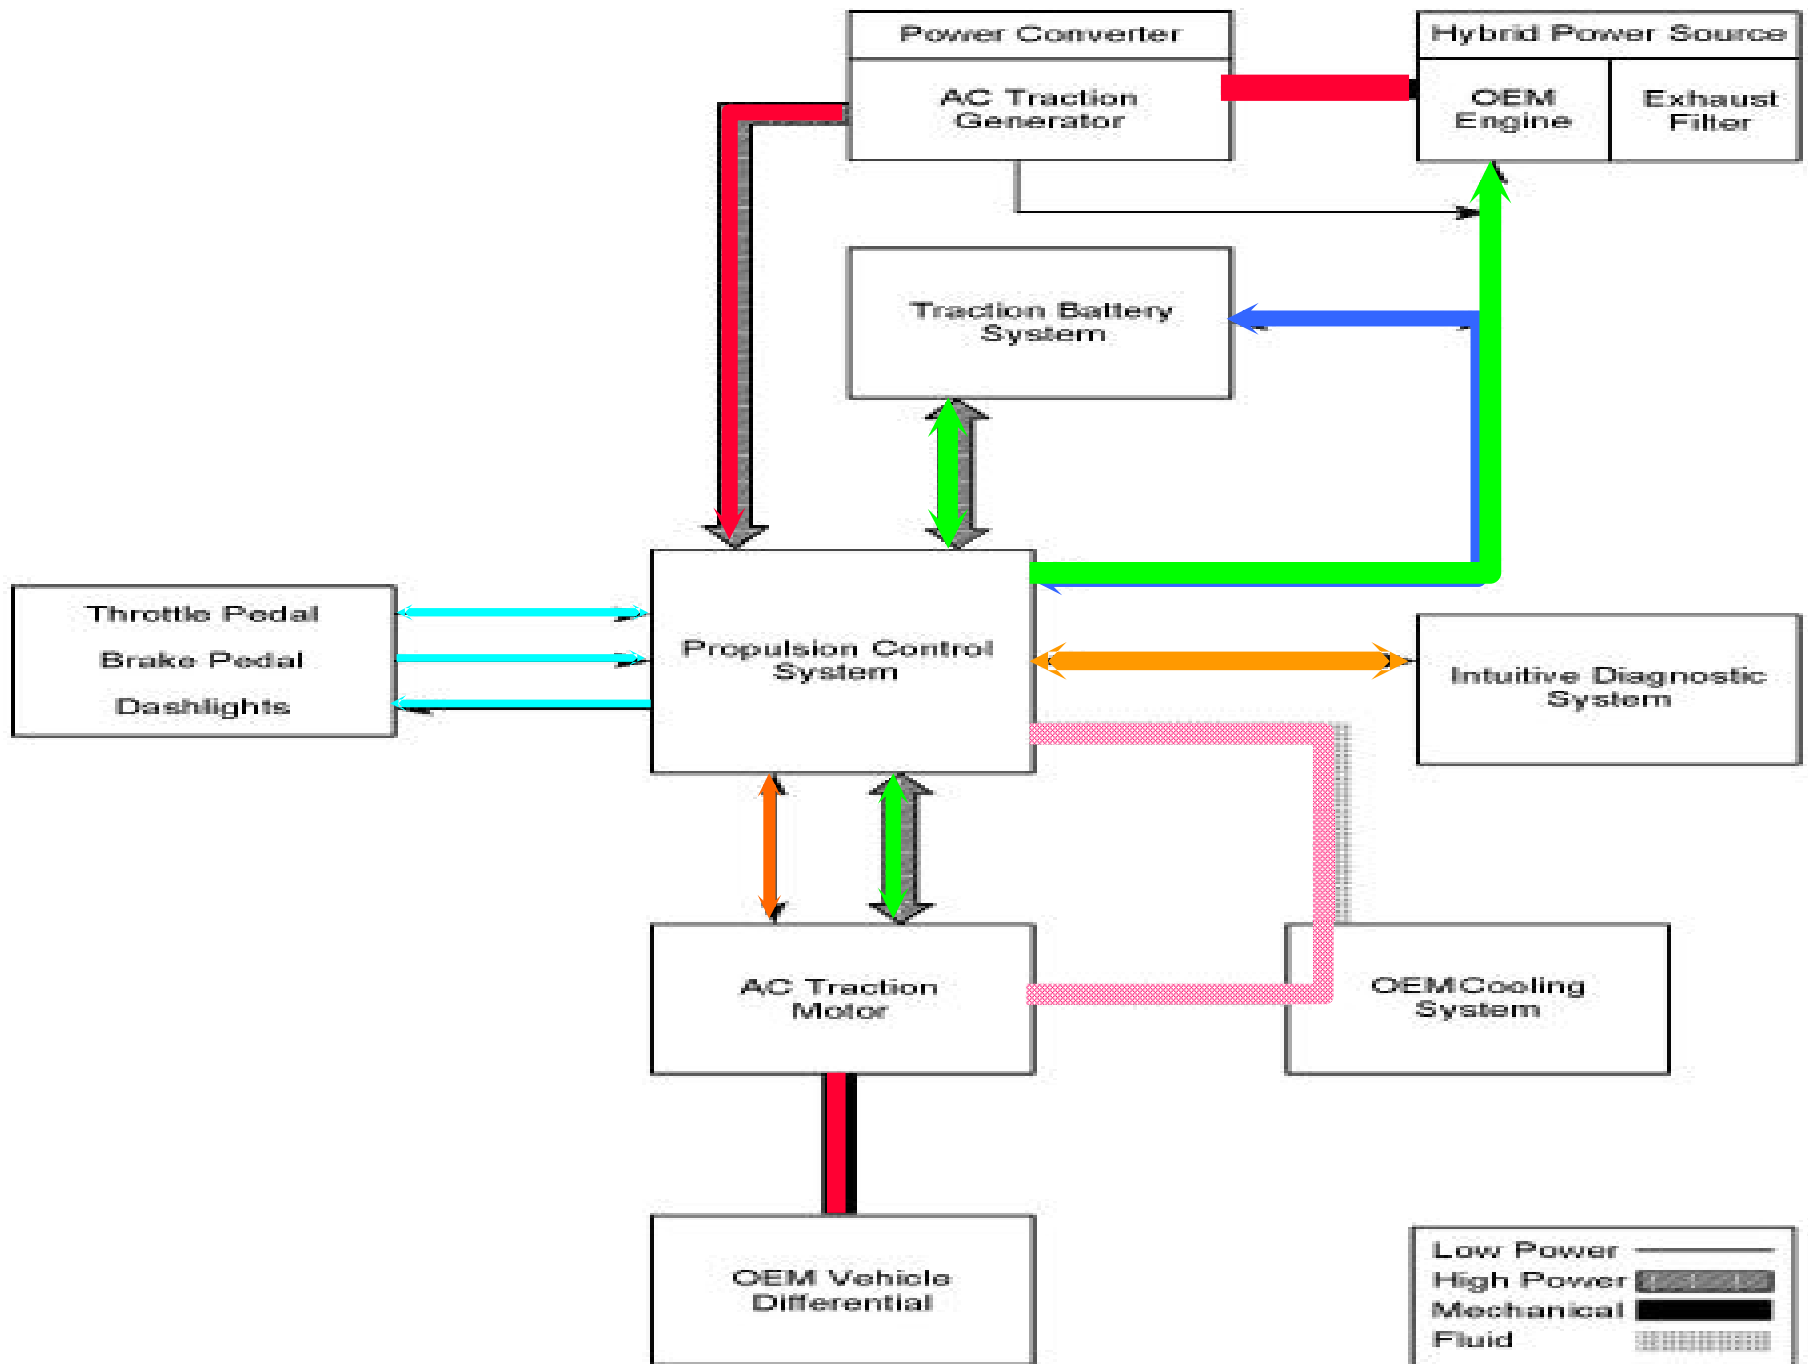 Power Converter
AC Traction
Generator
Hybrid Power Source
OEM
Engine
Exhaust
Filter
Traction Battery
System
Throttle Pedal
Brake Pedal
Dashlights
Propulsion Control
System
Intuitive Diagnostic
System
AC Traction
Motor
OEMCooling
System
OEM Vehicle
Differential
Low Power
High Power
Mechanical
Fluid